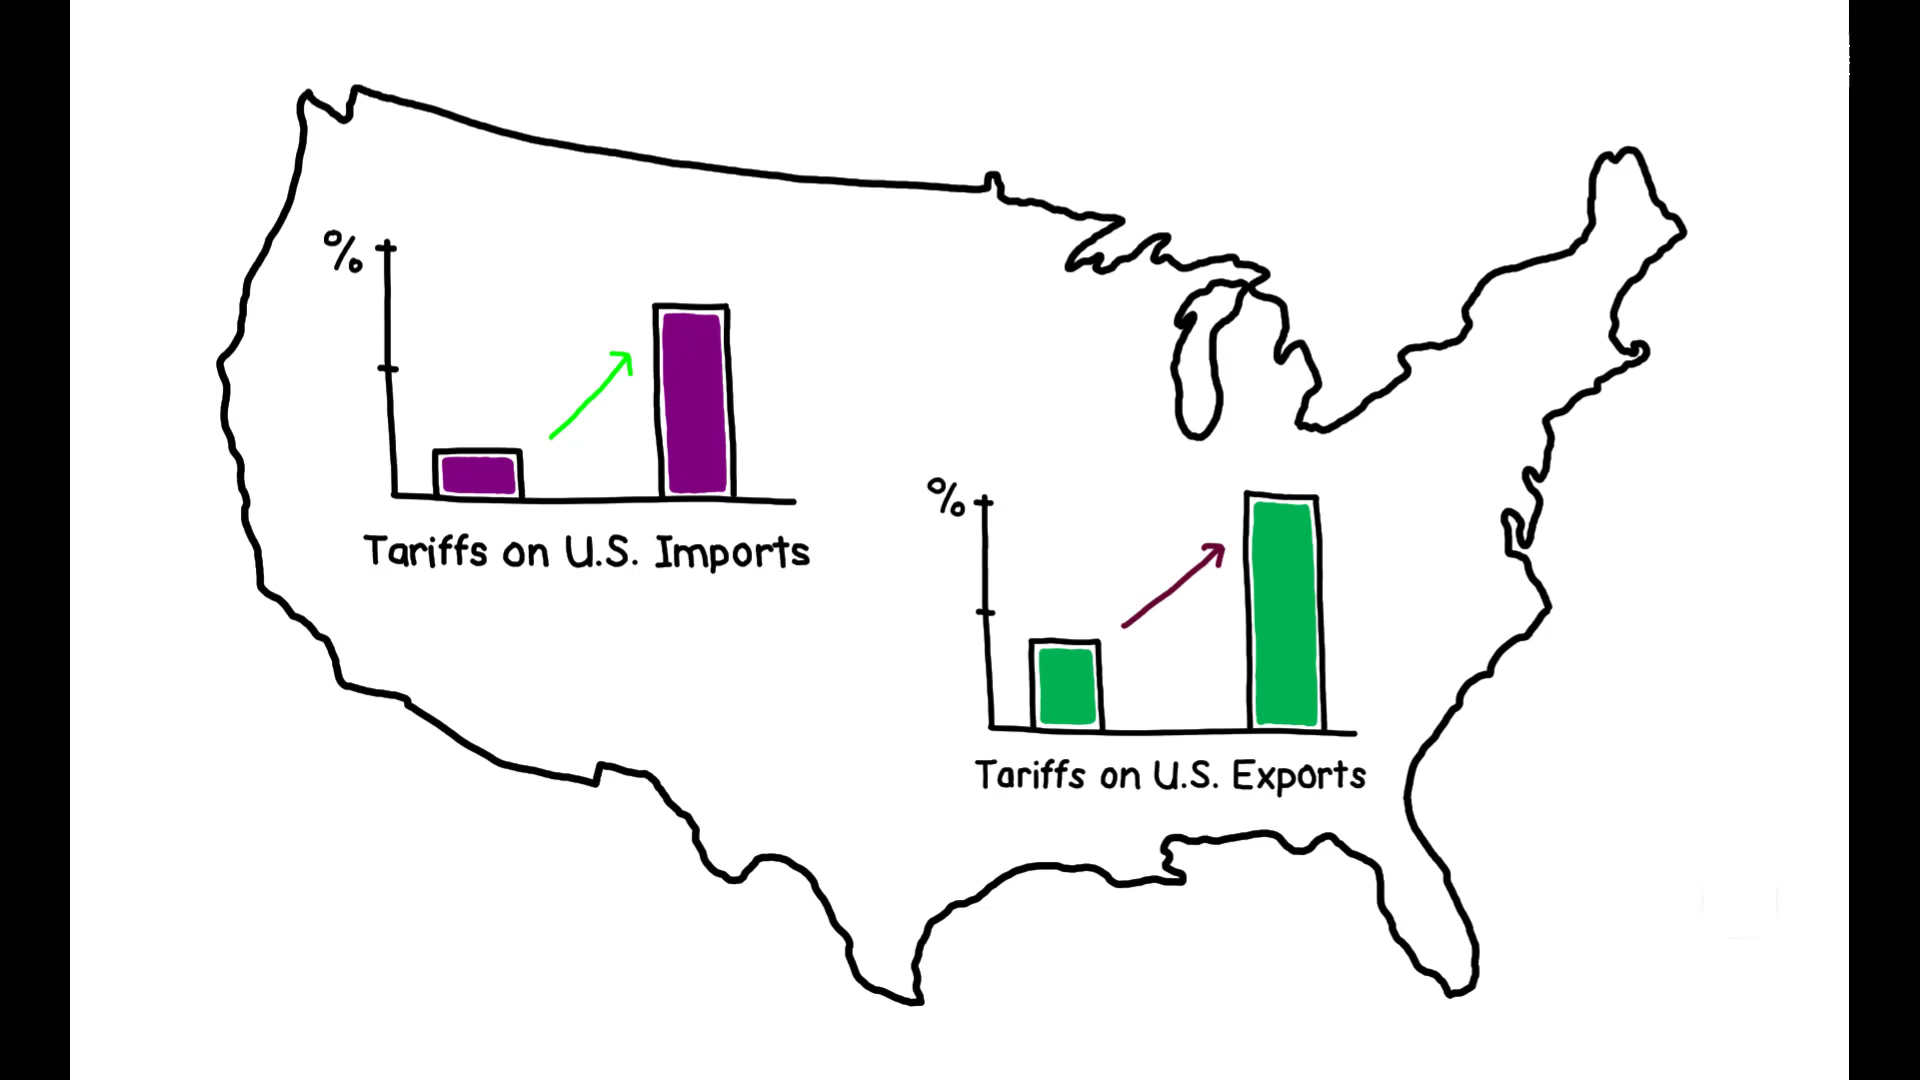 %
Tariffs on U.S. Imports
%
Tariffs on U.S. Exports